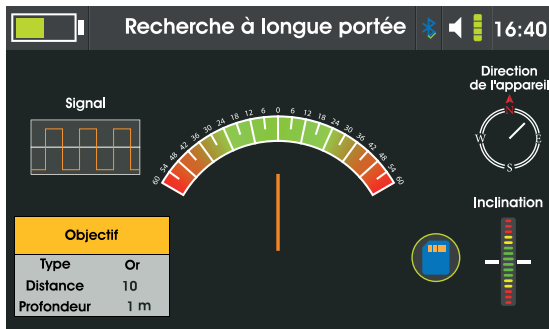 Recherche à longue portée
16:40
Signal
60 54 48 42 36 30 24 18 12 6 0 6 12 18 24 30 36 42 48 54 60
Direction
de l'appareil
N
W E
S
Inclination
Objectif
Type Or
Distance 10
Profondeur 1 m